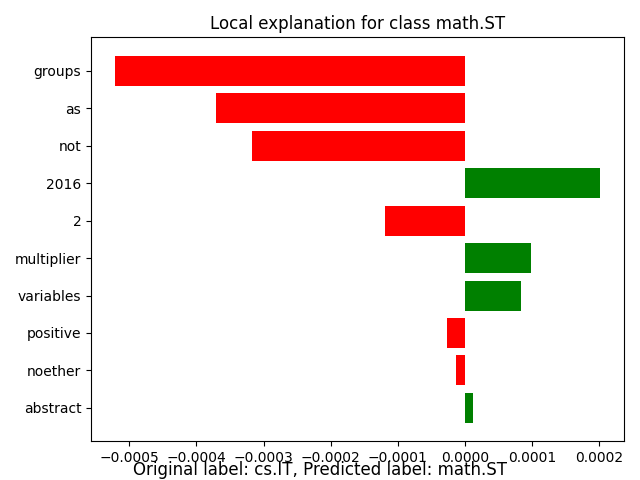 Local explanation for class math.ST
groups
as
not
2016
2
multiplier
variables
positive
noether
abstract
−0.0005 −0.0004 −0.0003 −0.0002 −0.0001 0.0000 0.0001 0.0002
Original label: cs.IT, Predicted label: math.ST